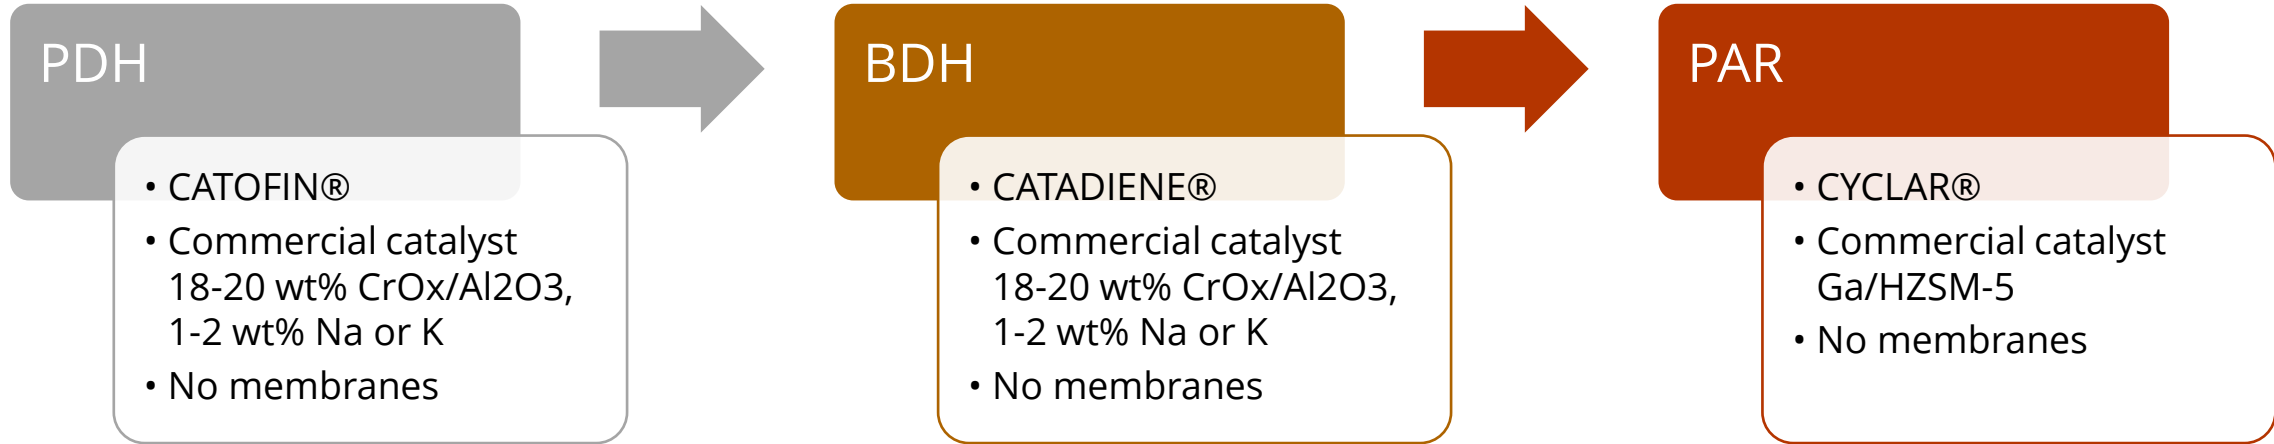 PDH
• CATOFIN®
• Commercial catalyst
18-20 wt% CrOx/Al2O3,
1-2 wt% Na or K
• No membranes
BDH
• CATADIENE®
• Commercial catalyst
18-20 wt% CrOx/Al2O3,
1-2 wt% Na or K
• No membranes
PAR
• CYCLAR®
• Commercial catalyst
Ga/HZSM-5
• No membranes